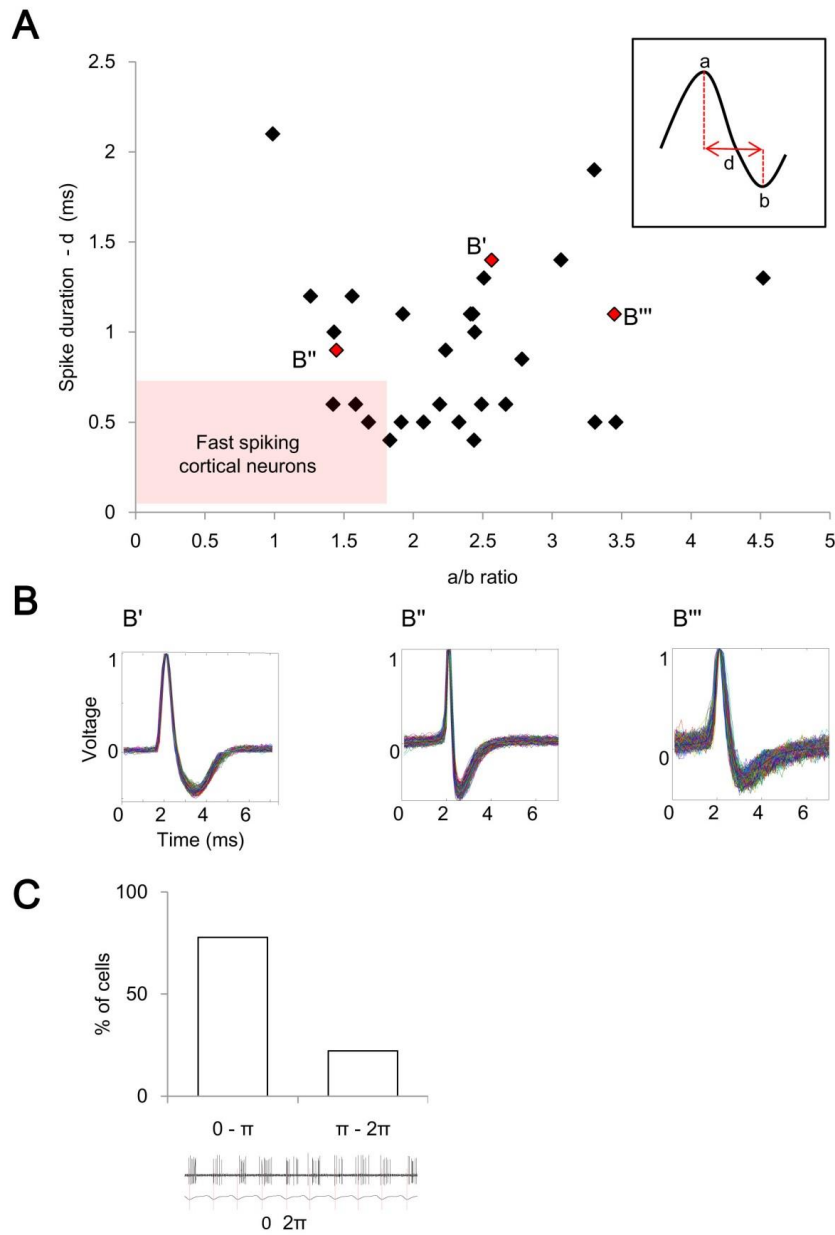 A
Spike duration - d (ms)
2.5
2
1.5
1
0.5
0
a
d
b
B'
B'''
B''
Fast spiking
cortical neurons
0 0.5 1 1.5 2 2.5 3 3.5 4 4.5 5
a/b ratio
B
B' B'' B'''
Voltage
1
0
0 2 4 6
Time (ms)
1
0
0 2 4 6
1
0
0 2 4 6
C
% of cells
100
50
0
0 - π π - 2π
0 2π